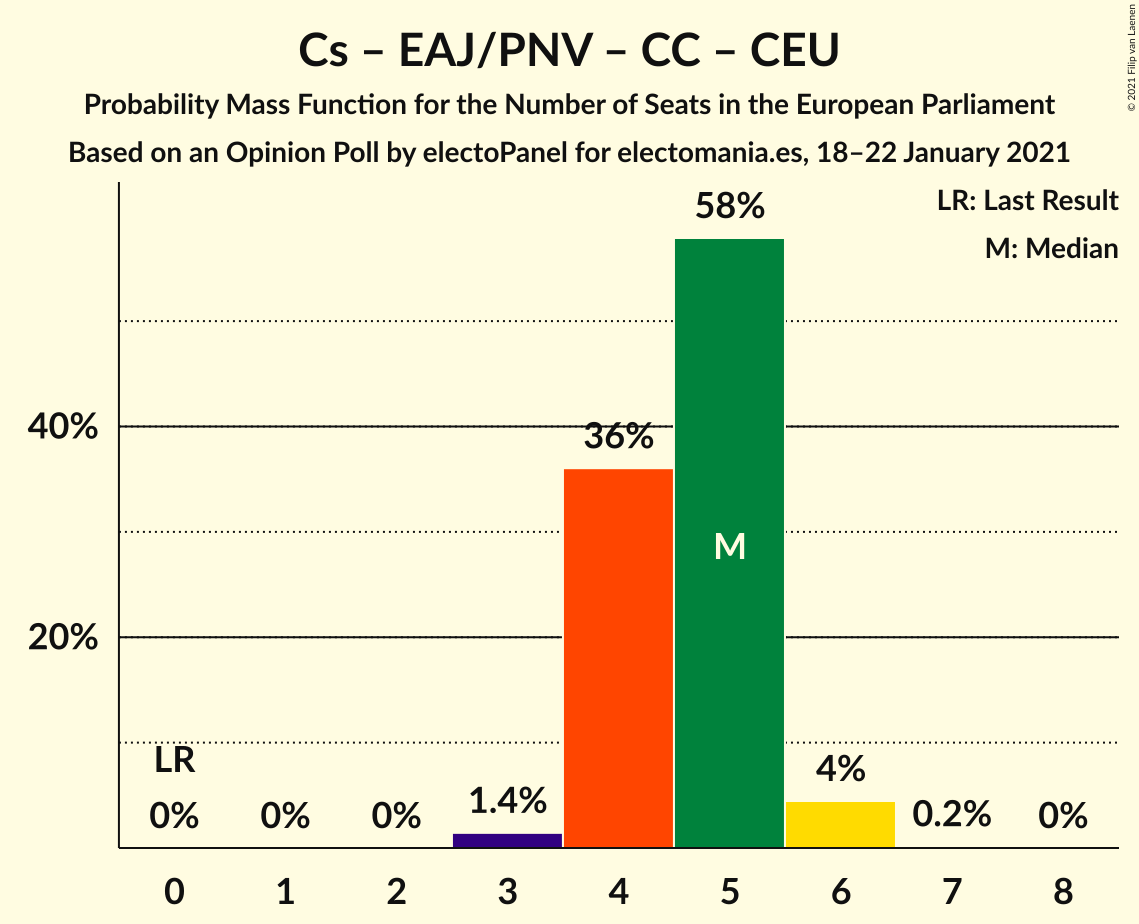 Cs – EAJ/PNV – CC – CEU
Probability Mass Function for the Number of Seats in the European Parliament
Based on an Opinion Poll by electoPanel for electomania.es, 18–22 January 2021
© 2021 Filip van Laenen
LR: Last Result
M: Median
58%
40%
36%
M
20%
LR
0% 0% 0% 1.4% 4% 0.2% 0%
0 1 2 3 4 5 6 7 8